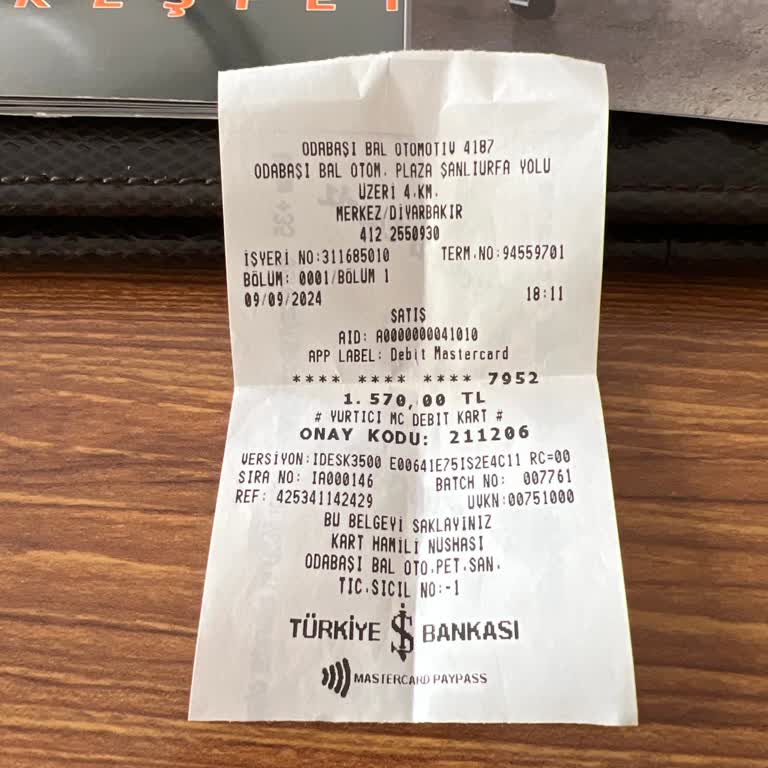 KEŞFET
ODABAŞI BAL OTOMOTİV 4187
ODABAŞI BAL OTOM. PLAZA ŞANLIURFA YOLU
ÜZERİ 4.KM.
MERKEZ/DİYARBAKIR
412 2550930
İŞYERİ NO:311685010 TERM.NO:94559701
BÖLÜM: 0001/BÖLÜM 1
09/09/2024 18:11
SATIŞ
AID: A0000000041010
APP LABEL: Debit Mastercard
**** **** **** 7952
1.570,00 TL
# YURTİÇİ MC DEBIT KART #
ONAY KODU: 211206
VERSİYON:IDESK3500 E00641E75IS2E4C11 RC=00
SIRA NO: IA000146 BATCH NO: 007761
REF: 425341142429 UVKN:00751000
BU BELGEYİ SAKLAYINIZ
KART HAMİLİ NUSHASI
ODABAŞI BAL OTO.PET.SAN.
TİC.SİCİL NO:-1
TÜRKİYE İŞ BANKASI
MASTERCARD PAYPASS